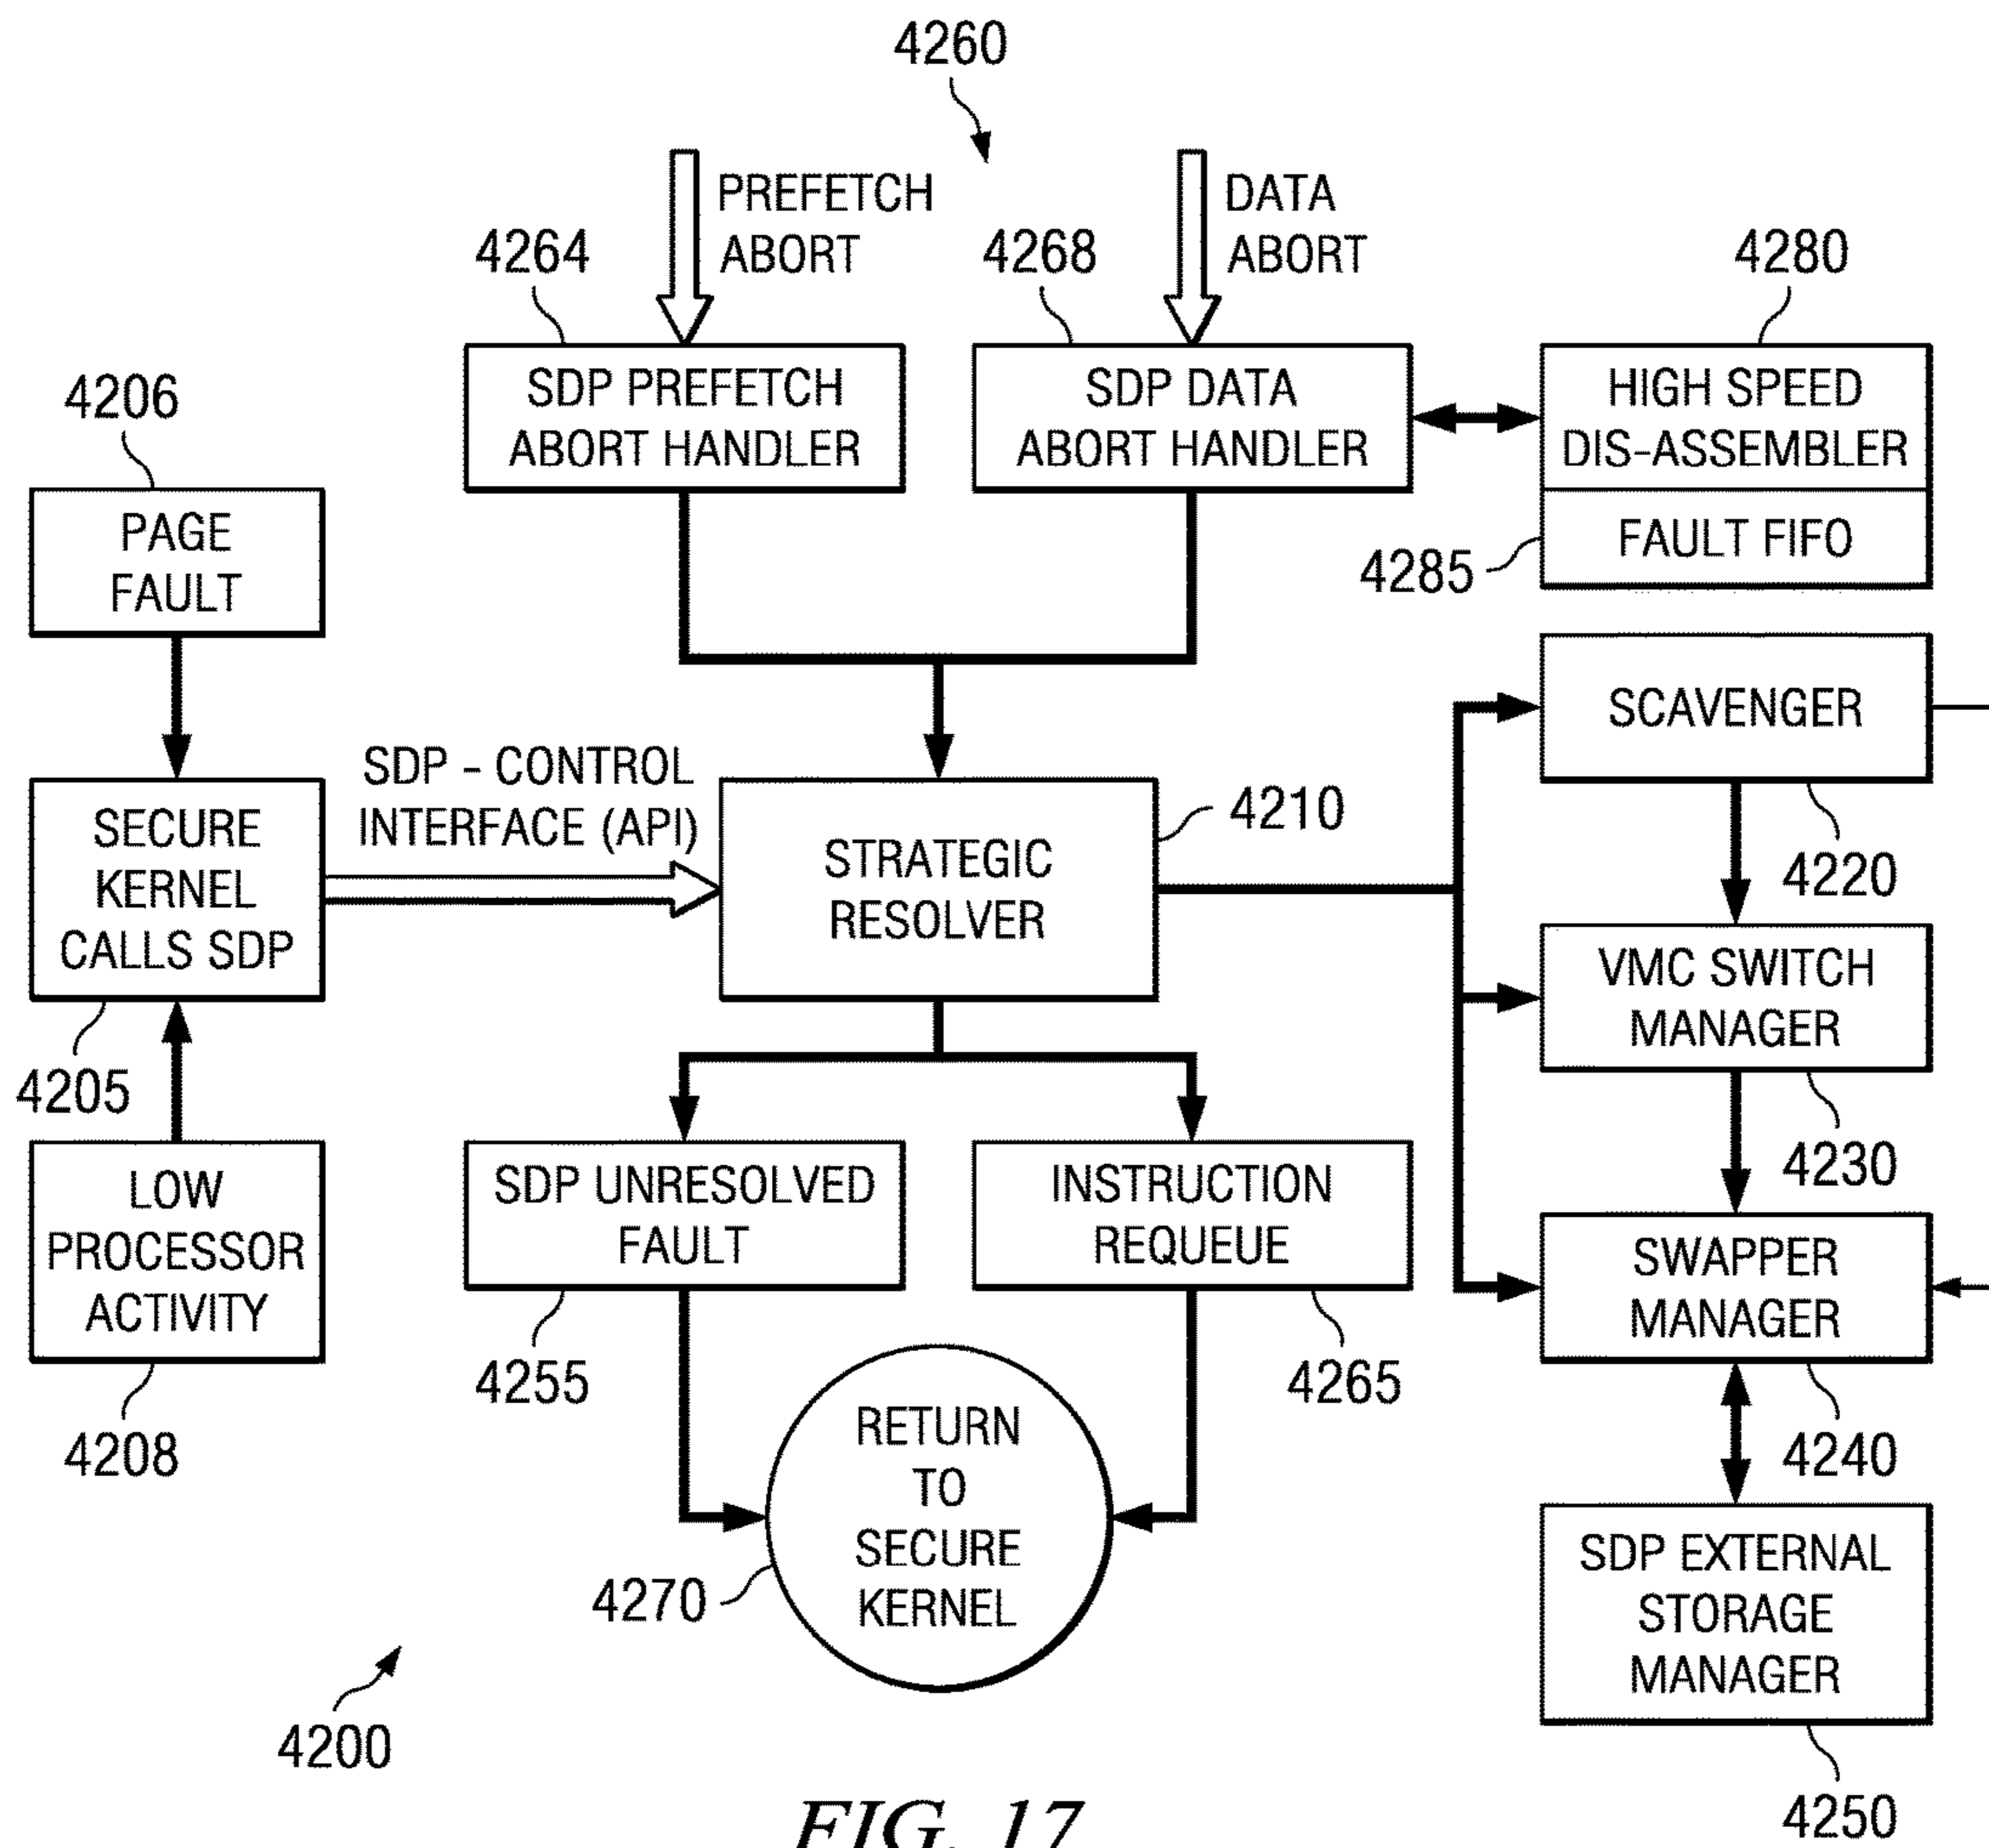 4260
PREFETCH
ABORT
DATA
ABORT
4264
4268
4280
SDP PREFETCH
ABORT HANDLER
SDP DATA
ABORT HANDLER
HIGH SPEED
DIS-ASSEMBLER
FAULT FIFO
4285
4206
PAGE
FAULT
SDP - CONTROL
INTERFACE (API)
SECURE
KERNEL
CALLS SDP
4205
STRATEGIC
RESOLVER
4210
SCAVENGER
4220
VMC SWITCH
MANAGER
4230
LOW
PROCESSOR
ACTIVITY
4208
SDP UNRESOLVED
FAULT
4255
INSTRUCTION
REQUEUE
4265
SWAPPER
MANAGER
4240
RETURN
TO
SECURE
KERNEL
4270
SDP EXTERNAL
STORAGE
MANAGER
4250
4200
FIG. 17